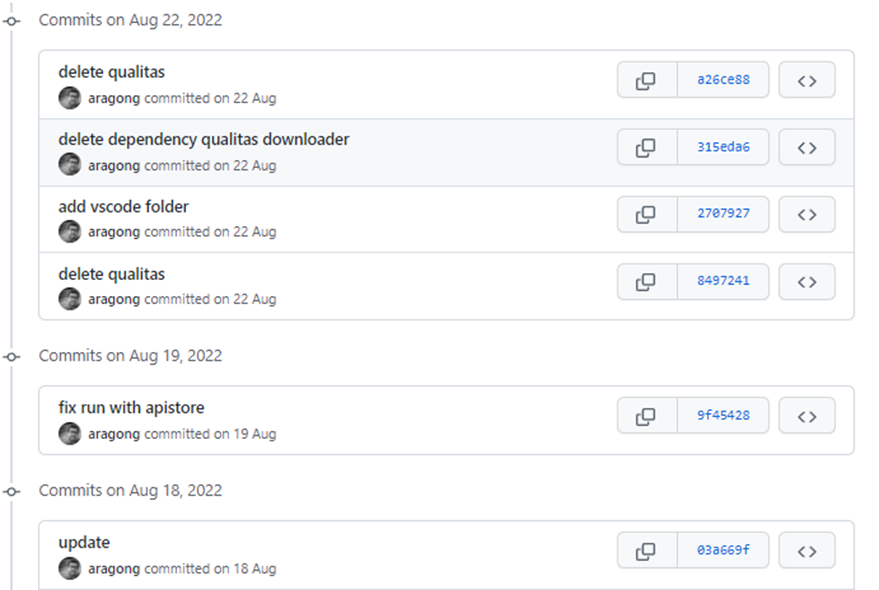 Commits on Aug 22, 2022
delete qualitas
aragong committed on 22 Aug
a26ce88
delete dependency qualitas downloader
aragong committed on 22 Aug
315eda6
add vscode folder
aragong committed on 22 Aug
2707927
delete qualitas
aragong committed on 22 Aug
8497241
Commits on Aug 19, 2022
fix run with apistore
aragong committed on 19 Aug
9f45428
Commits on Aug 18, 2022
update
aragong committed on 18 Aug
03a669f